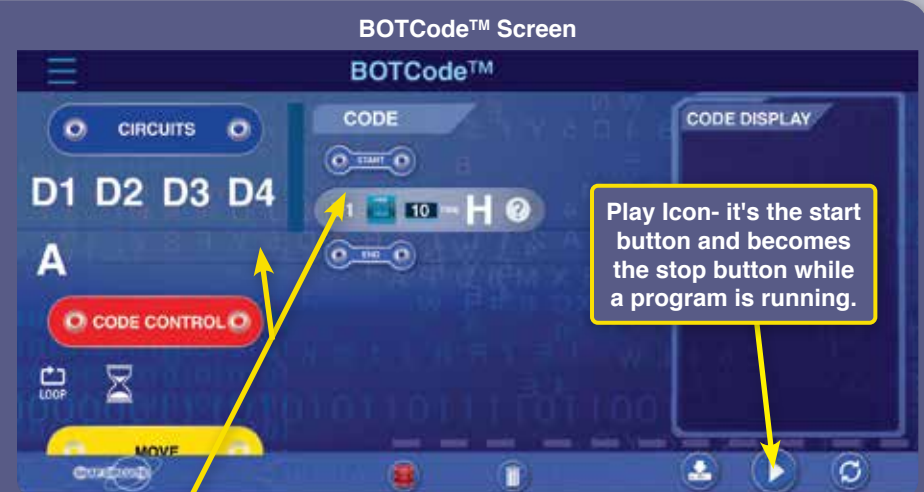 BOTCode™ Screen
BOTCode™
CIRCUITS
D1 D2 D3 D4
A
CODE CONTROL
LOOP
MOVE
CODE
START
1 10 H ?
END
CODE DISPLAY
Play Icon- it's the start
button and becomes
the stop button while
a program is running.